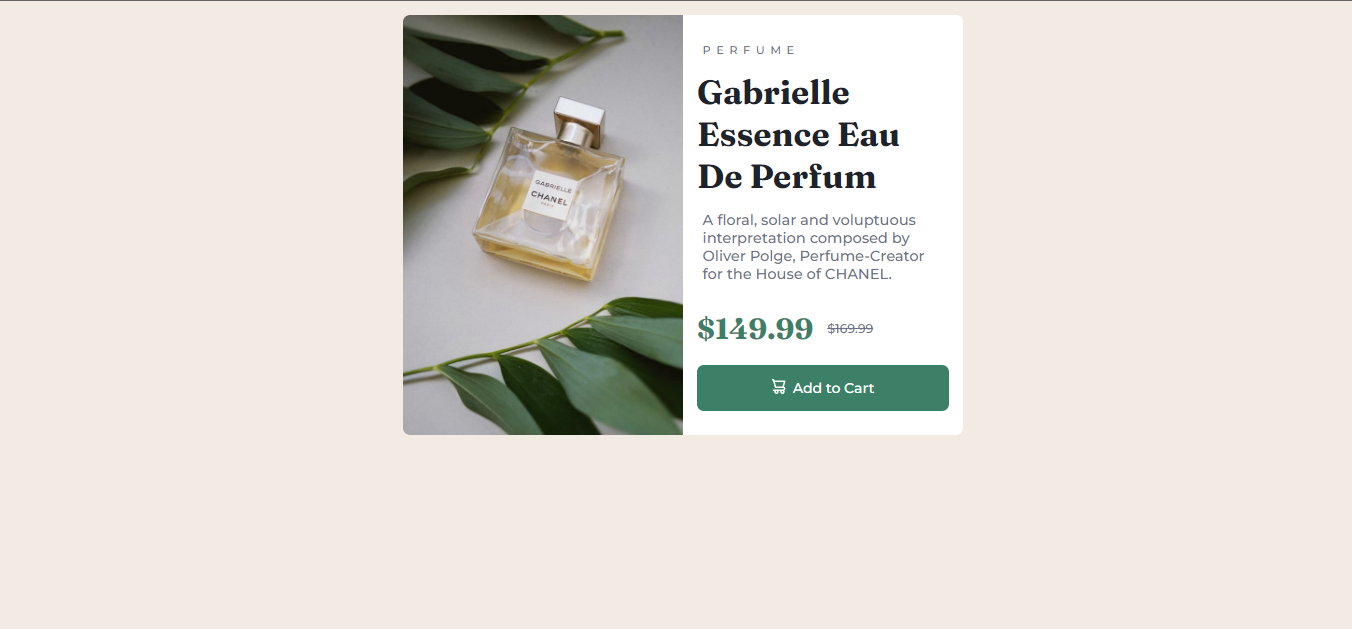 PERFUME
Gabrielle
Essence Eau
De Perfum
A floral, solar and voluptuous
interpretation composed by
Oliver Polge, Perfume-Creator
for the House of CHANEL.
$149.99 $169.99
Add to Cart
GABRIELLE
CHANEL
PARIS